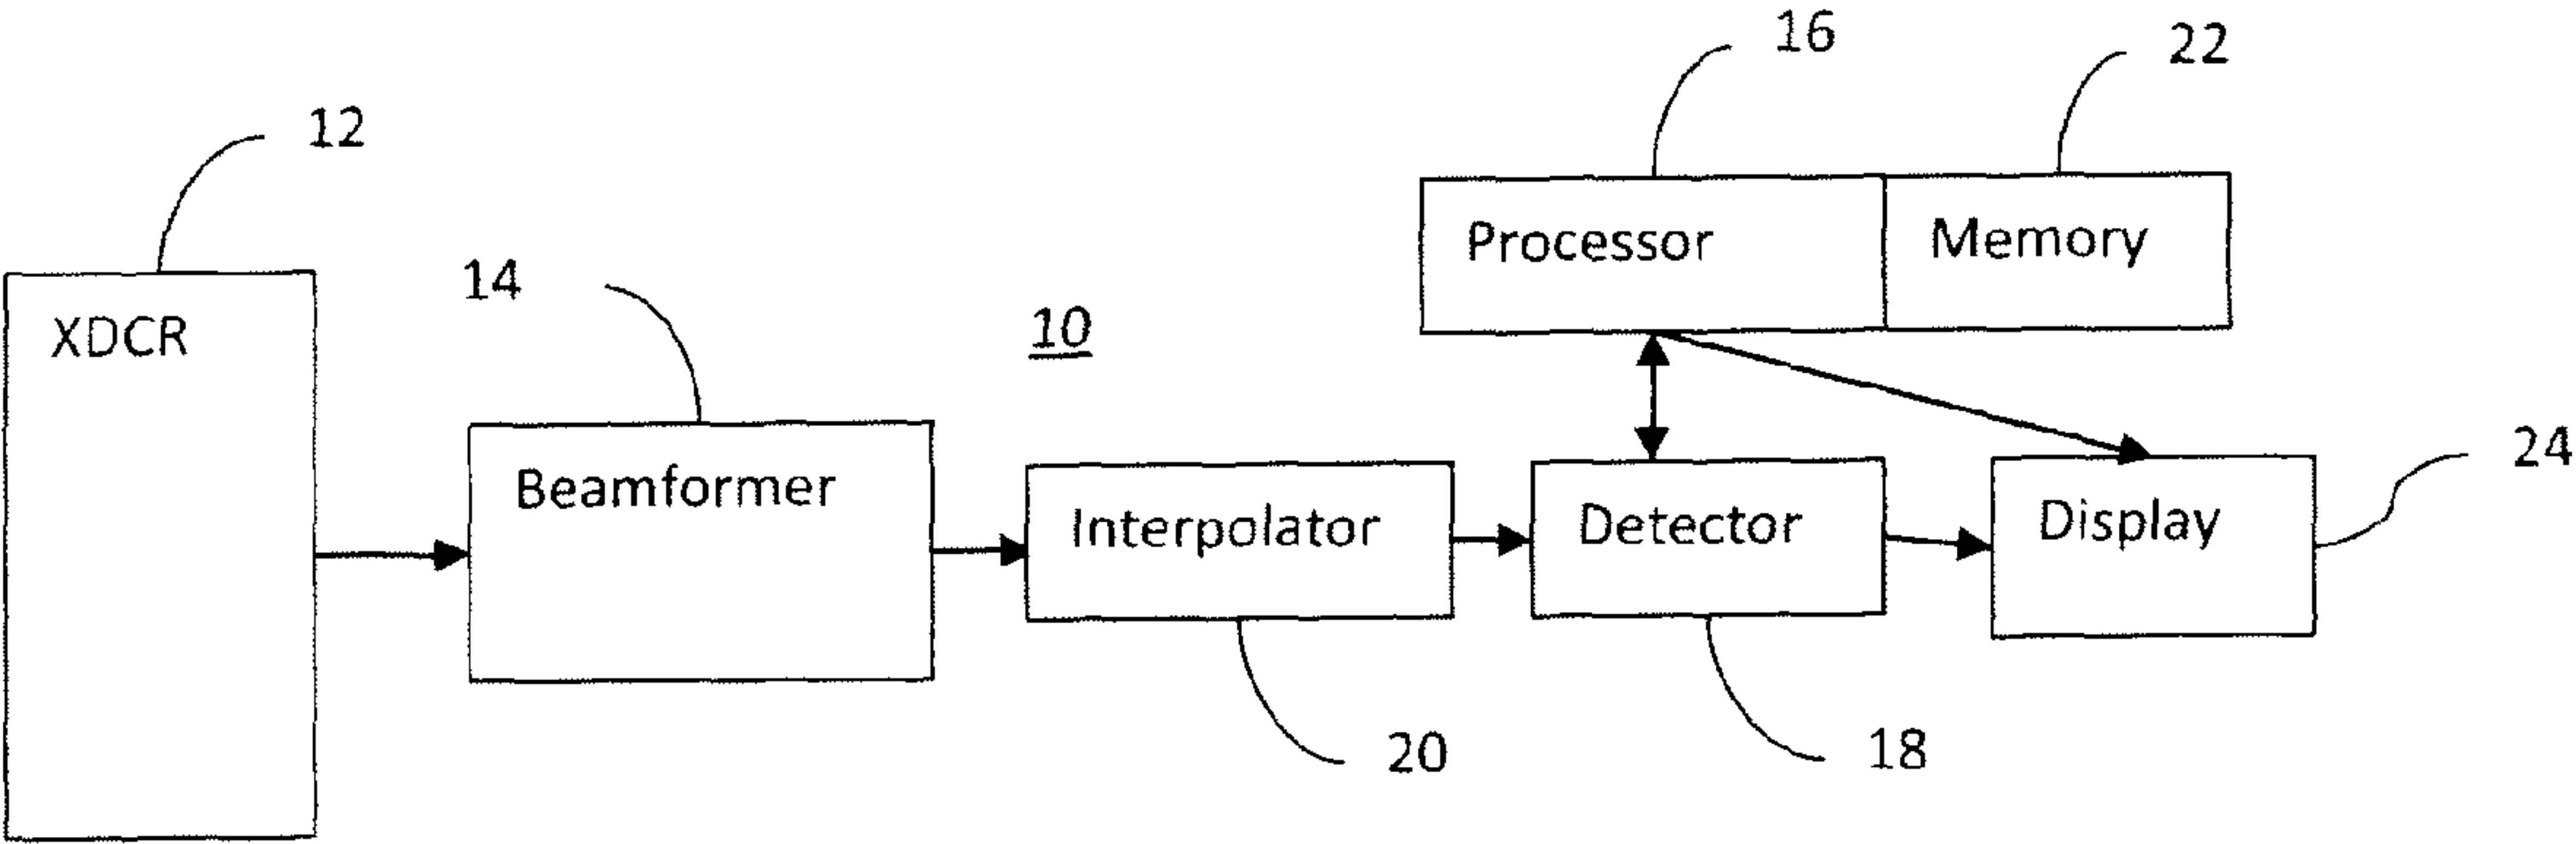 16
22
12
Processor
Memory
14
10
XDCR
24
Beamformer
Interpolator
Detector
Display
20
18